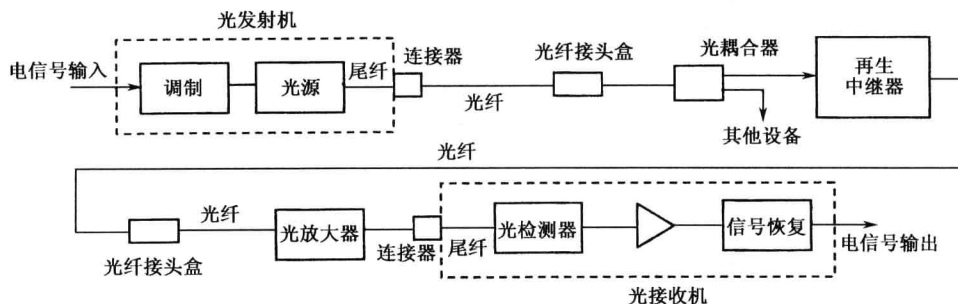 光发射机
电信号输入
调制
光源
尾纤
连接器
光纤
光纤接头盒
光耦合器
其他设备
再生
中继器
光纤
光纤接头盒
光纤
光放大器
连接器
尾纤
光检测器
信号恢复
电信号输出
光接收机